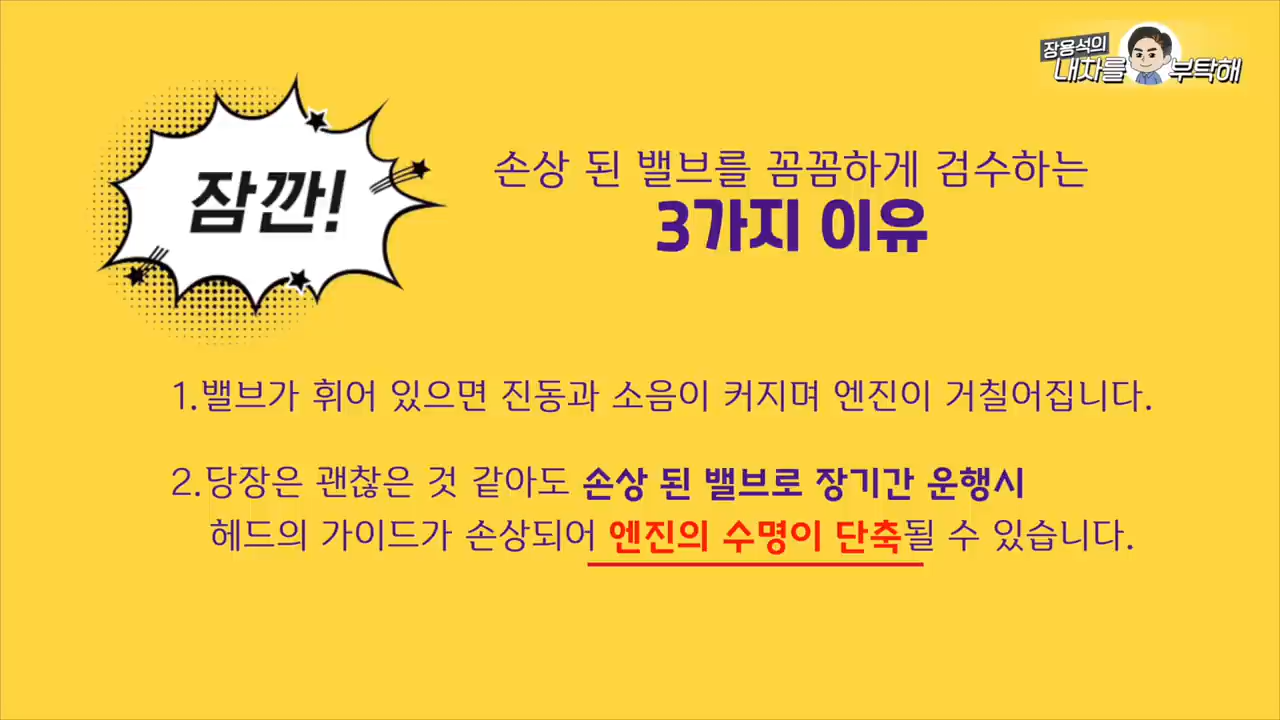 장용석의
내차를 부탁해
잠깐!
손상 된 밸브를 꼼꼼하게 검수하는
3가지 이유
1.밸브가 휘어 있으면 진동과 소음이 커지며 엔진이 거칠어집니다.
2.당장은 괜찮은 것 같아도 손상 된 밸브로 장기간 운행시
헤드의 가이드가 손상되어 엔진의 수명이 단축될 수 있습니다.